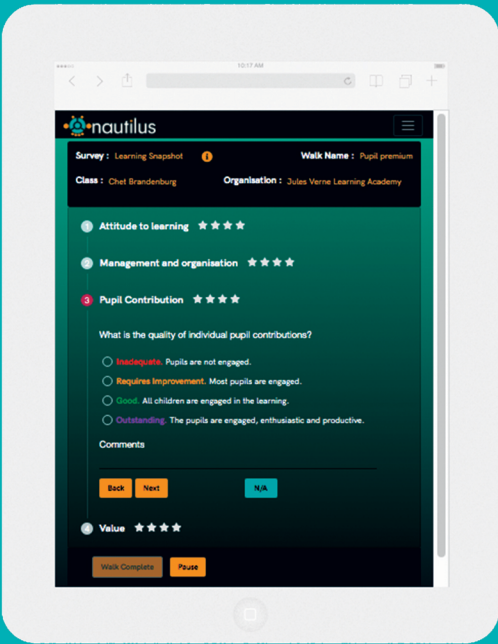 10:17 AM
nautilus
Survey : Learning Snapshot i Walk Name : Pupil premium
Class : Chet Brandenburg Organisation : Jules Verne Learning Academy
1 Attitude to learning
2 Management and organisation
3 Pupil Contribution
What is the quality of individual pupil contributions?
Inadequate. Pupils are not engaged.
Requires Improvement. Most pupils are engaged.
Good. All children are engaged in the learning.
Outstanding. The pupils are engaged, enthusiastic and productive.
Comments
Back Next N/A
4 Value
Walk Complete Pause